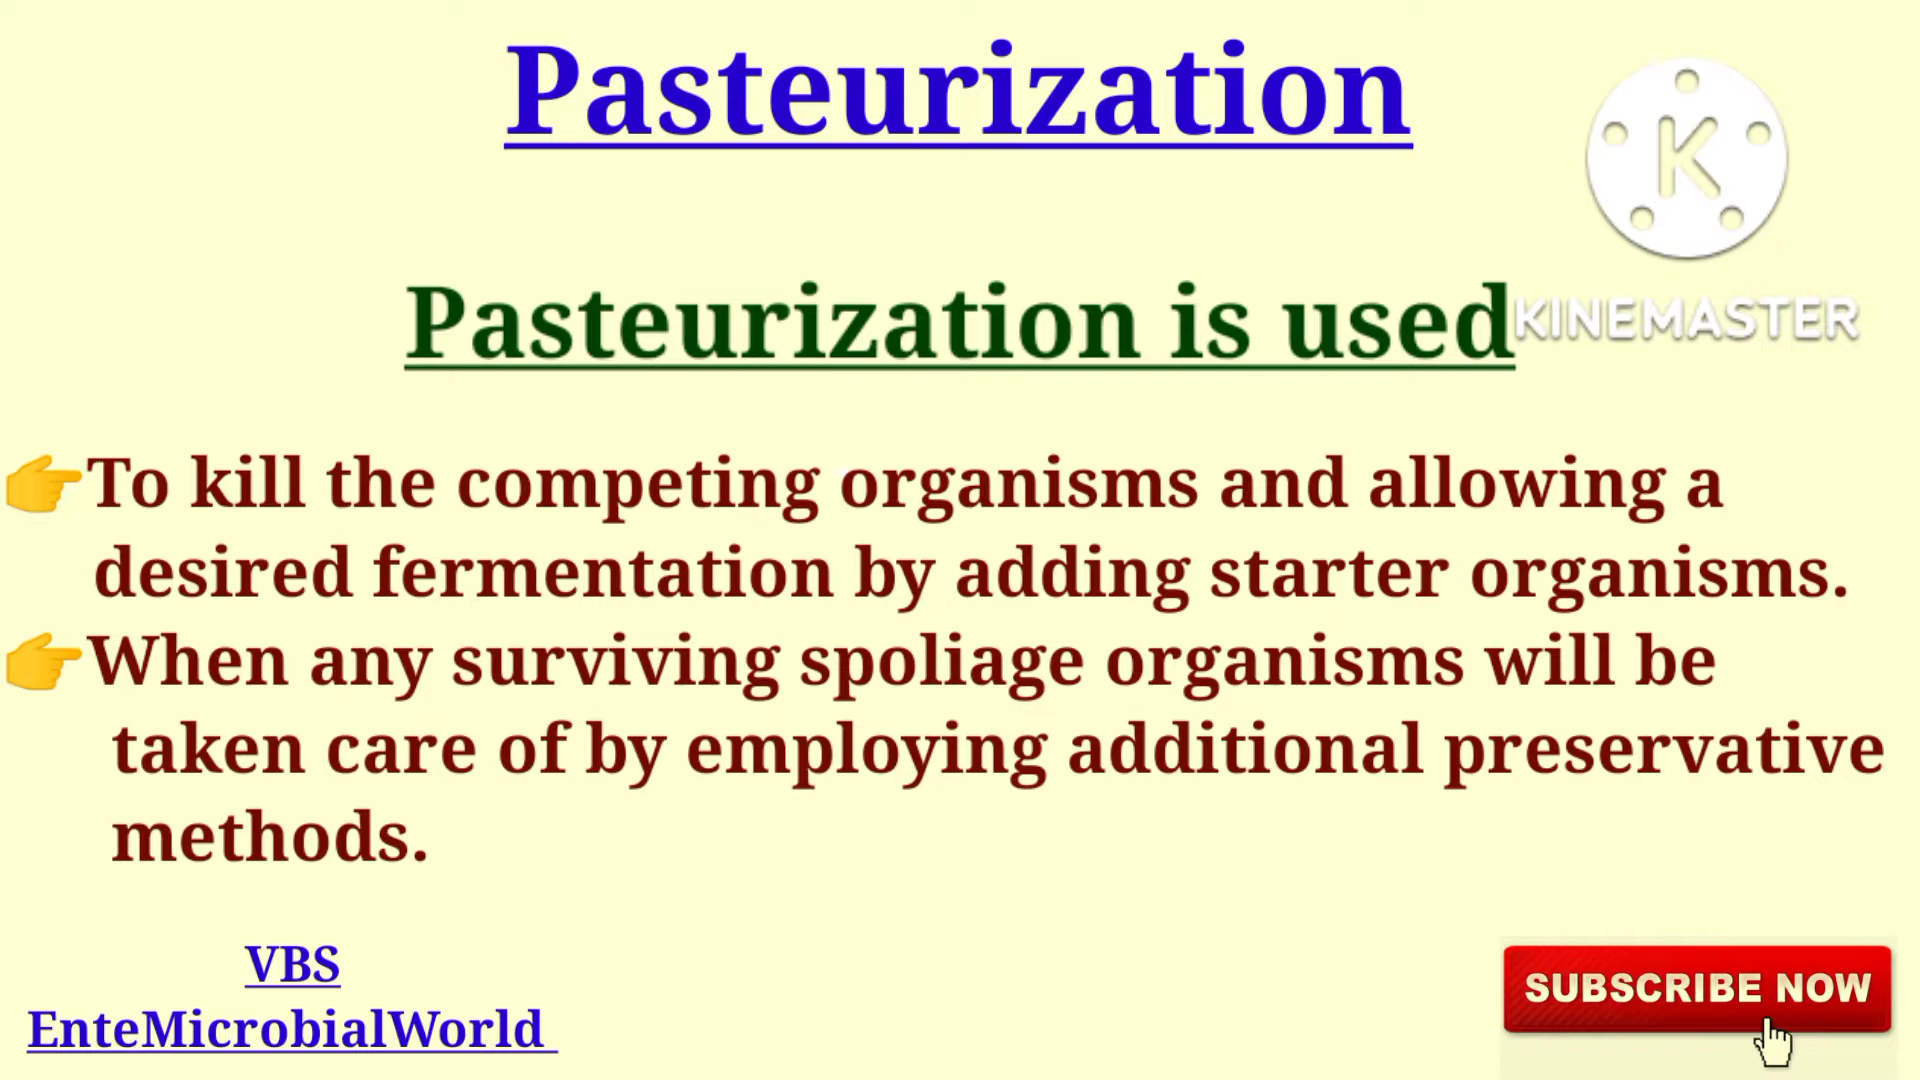 Pasteurization
K
KINEMASTER
Pasteurization is used
👉To kill the competing organisms and allowing a
desired fermentation by adding starter organisms.
👉When any surviving spoliage organisms will be
taken care of by employing additional preservative
methods.
VBS
EnteMicrobialWorld
SUBSCRIBE NOW